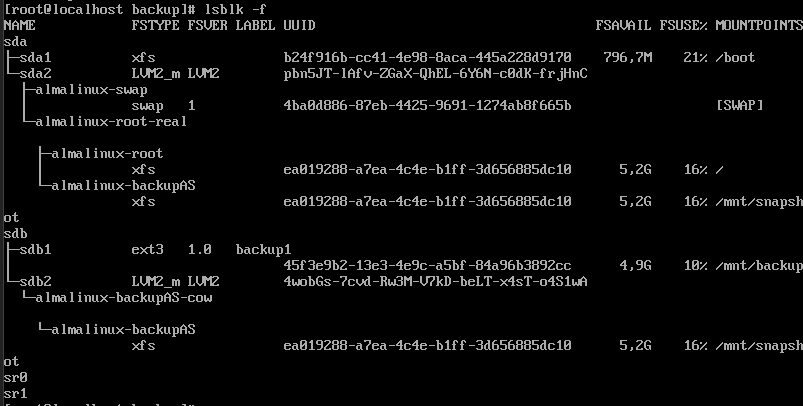 [root@localhost backup]# lsblk -f
NAME FSTYPE FSVER LABEL UUID FSAVAIL FSUSE% MOUNTPOINTS
sda
├─sda1 xfs b24f916b-cc41-4e98-8aca-445a228d9170 796,7M 21% /boot
└─sda2 LVM2_m LVM2 pbn5JT-lAfv-ZGaX-QhEL-6Y6N-c0dK-frjHnC
├─almalinux-swap
│ swap 1 4ba0d886-87eb-4425-9691-1274ab8f665b [SWAP]
└─almalinux-root-real
├─almalinux-root
│ xfs ea019288-a7ea-4c4e-b1ff-3d656885dc10 5,2G 16% /
└─almalinux-backupAS
xfs ea019288-a7ea-4c4e-b1ff-3d656885dc10 5,2G 16% /mnt/snapsh
ot
sdb
├─sdb1 ext3 1.0 backup1
│ 45f3e9b2-13e3-4e9c-a5bf-84a96b3892cc 4,9G 10% /mnt/backup
└─sdb2 LVM2_m LVM2 4wobGs-7cvd-Rw3M-V7kD-beLT-x4sT-o4S1wA
└─almalinux-backupAS-cow
└─almalinux-backupAS
xfs ea019288-a7ea-4c4e-b1ff-3d656885dc10 5,2G 16% /mnt/snapsh
ot
sr0
sr1
[root@localhost backup]#